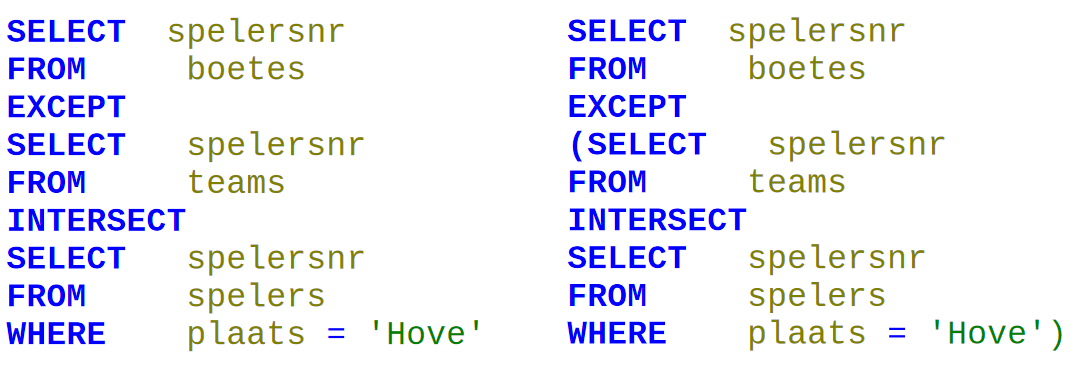 SELECT spelersnr
FROM boetes
EXCEPT
SELECT spelersnr
FROM teams
INTERSECT
SELECT spelersnr
FROM spelers
WHERE plaats = 'Hove'
SELECT spelersnr
FROM boetes
EXCEPT
(SELECT spelersnr
FROM teams
INTERSECT
SELECT spelersnr
FROM spelers
WHERE plaats = 'Hove')